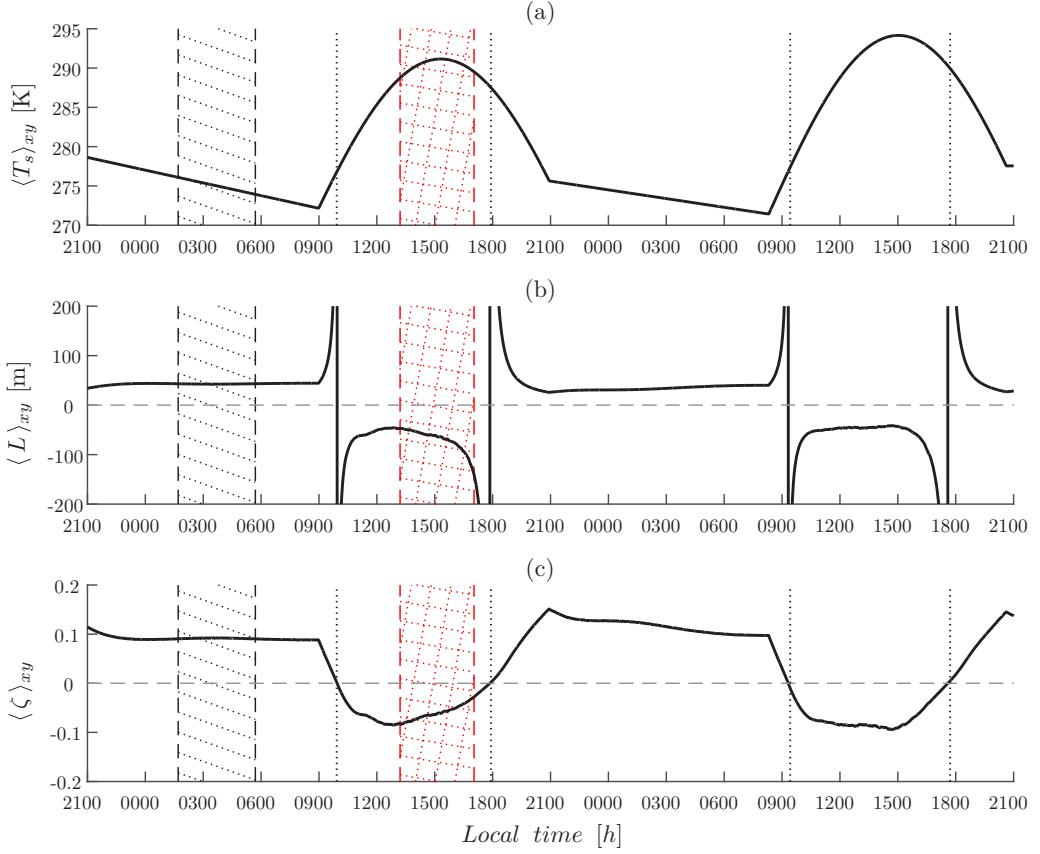 (a)
295
290
285
280
275
270
⟨T_s⟩_xy [K]
2100 0000 0300 0600 0900 1200 1500 1800 2100 0000 0300 0600 0900 1200 1500 1800 2100
(b)
200
100
0
-100
-200
⟨L⟩_xy [m]
2100 0000 0300 0600 0900 1200 1500 1800 2100 0000 0300 0600 0900 1200 1500 1800 2100
(c)
0.2
0.1
0
-0.1
-0.2
⟨ζ⟩_xy
2100 0000 0300 0600 0900 1200 1500 1800 2100 0000 0300 0600 0900 1200 1500 1800 2100
Local time [h]